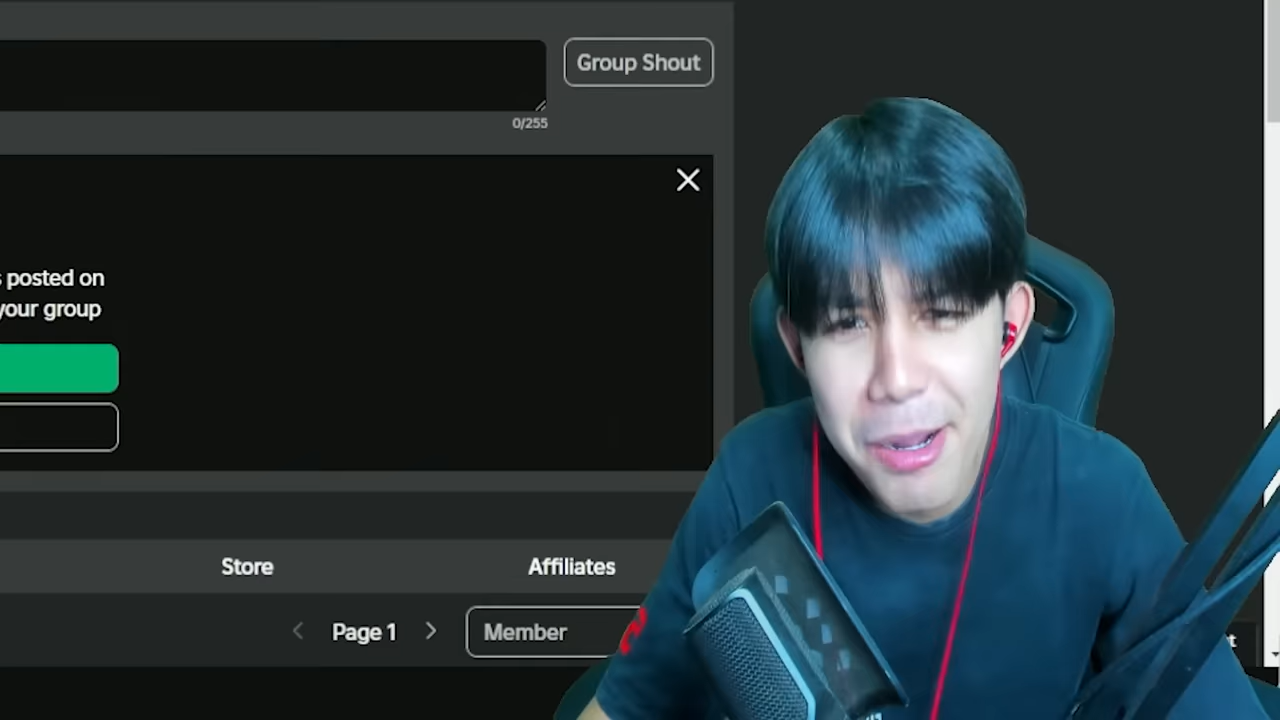 Group Shout
0/255
posted on
your group
Store
Affiliates
Page 1
Member